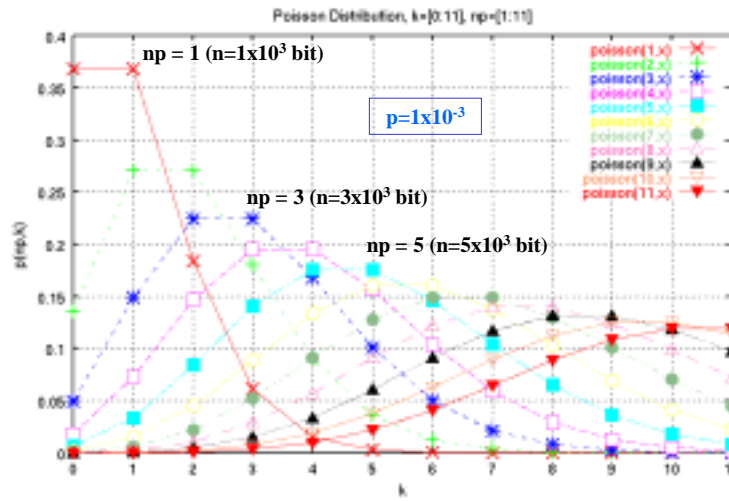 Poisson Distribution, k=[0:11], np=[1:11]
0.4
0.35
0.3
0.25
0.2
0.15
0.1
0.05
0
p(np,k)
np = 1 (n=1x10³ bit)
p=1x10⁻³
np = 3 (n=3x10³ bit)
np = 5 (n=5x10³ bit)
poisson(1,x)
poisson(2,x)
poisson(3,x)
poisson(4,x)
poisson(5,x)
poisson(6,x)
poisson(7,x)
poisson(8,x)
poisson(9,x)
poisson(10,x)
poisson(11,x)
0 1 2 3 4 5 6 7 8 9 10
k